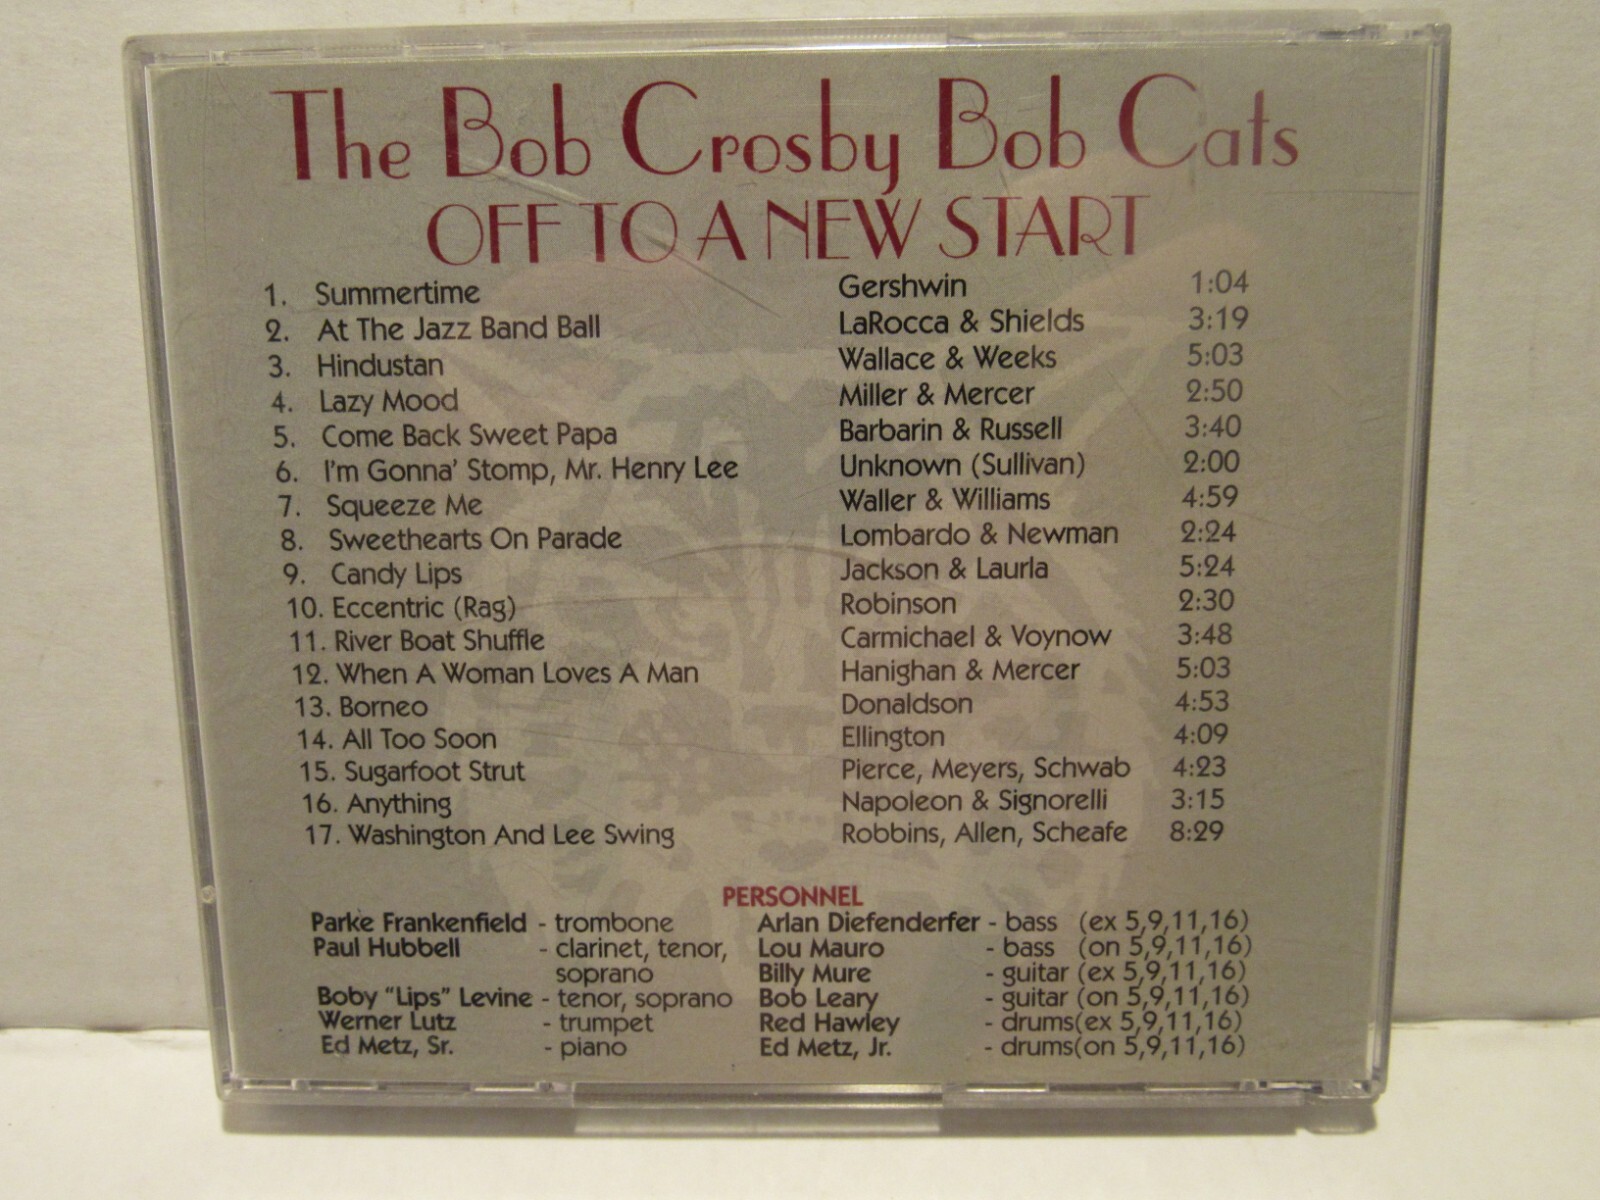 The Bob Crosby Bob Cats
OFF TO A NEW START
1. Summertime Gershwin 1:04
2. At The Jazz Band Ball LaRocca & Shields 3:19
3. Hindustan Wallace & Weeks 5:03
4. Lazy Mood Miller & Mercer 2:50
5. Come Back Sweet Papa Barbarin & Russell 3:40
6. I'm Gonna' Stomp, Mr. Henry Lee Unknown (Sullivan) 2:00
7. Squeeze Me Waller & Williams 4:59
8. Sweethearts On Parade Lombardo & Newman 2:24
9. Candy Lips Jackson & Laurla 5:24
10. Eccentric (Rag) Robinson 2:30
11. River Boat Shuffle Carmichael & Voynow 3:48
12. When A Woman Loves A Man Hanighan & Mercer 5:03
13. Borneo Donaldson 4:53
14. All Too Soon Ellington 4:09
15. Sugarfoot Strut Pierce, Meyers, Schwab 4:23
16. Anything Napoleon & Signorelli 3:15
17. Washington And Lee Swing Robbins, Allen, Scheafe 8:29
PERSONNEL
Parke Frankenfield - trombone Arlan Diefenderfer - bass (ex 5,9,11,16)
Paul Hubbell - clarinet, tenor, Lou Mauro - bass (on 5,9,11,16)
soprano Billy Mure - guitar (ex 5,9,11,16)
Boby "Lips" Levine - tenor, soprano Bob Leary - guitar (on 5,9,11,16)
Werner Lutz - trumpet Red Hawley - drums(ex 5,9,11,16)
Ed Metz, Sr. - piano Ed Metz, Jr. - drums(on 5,9,11,16)